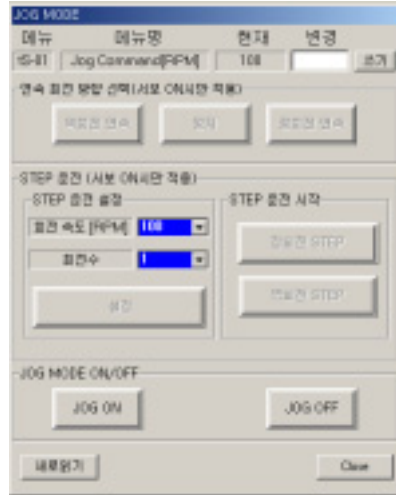 JOG MODE
메뉴 메뉴명 현재 변경
Jog Command[RPM] 100 쓰기
연속 회전 방향 선택(서보 ON시만 적용)
역회전 연속 정지 정회전 연속
STEP 운전 (서보 ON시만 적용)
STEP 운전 설정 STEP 운전 시작
회전 속도 [RPM] 100
정회전 STEP
회전수 1
역회전 STEP
설정
JOG MODE ON/OFF
JOG ON JOG OFF
새로읽기 Close